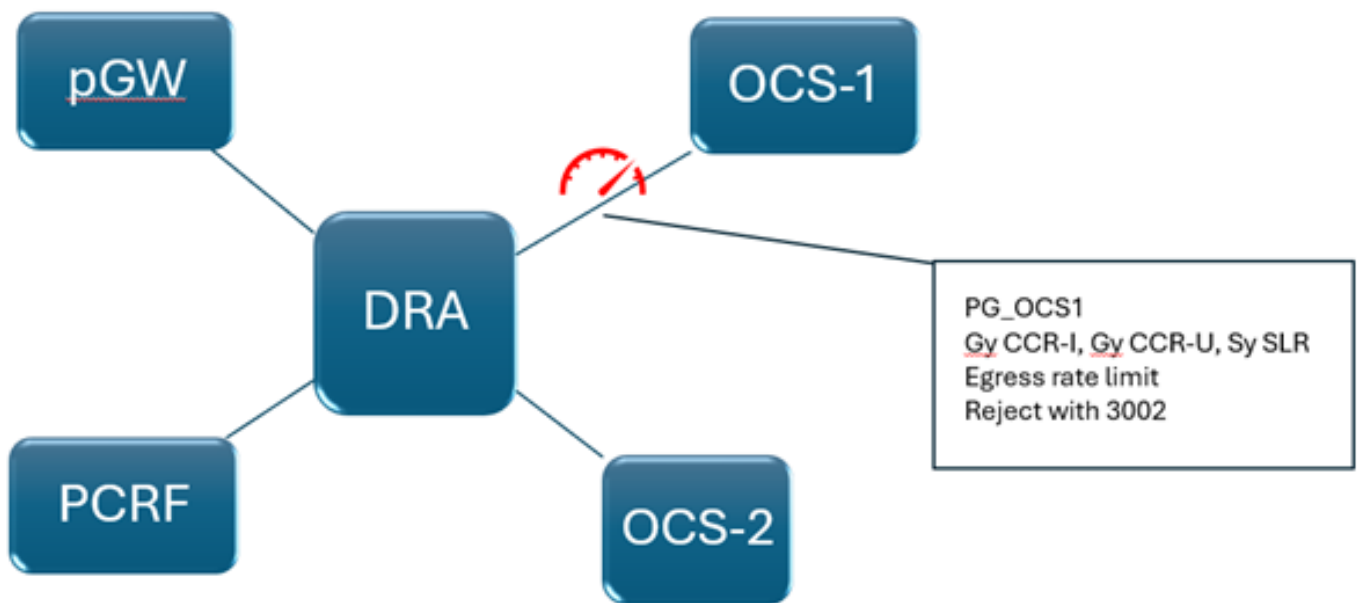 pGW
OCS-1
DRA
PG_OCS1
Gy CCR-I, Gy CCR-U, Sy SLR
Egress rate limit
Reject with 3002
PCRF
OCS-2